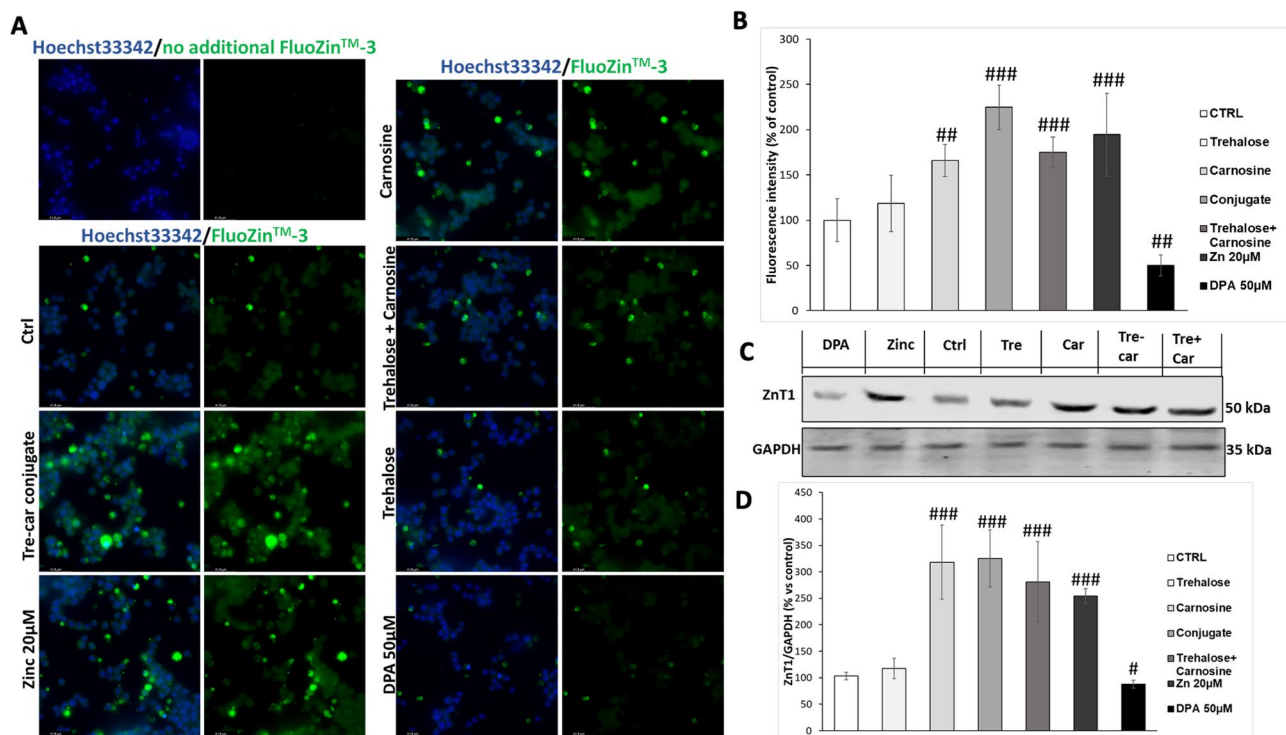 A
Hoechst33342/no additional FluoZin™-3
Hoechst33342/FluoZin™-3
Ctrl
Tre-car conjugate
Zinc 20µM
Hoechst33342/FluoZin™-3
Carnosine
Trehalose + Carnosine
Trehalose
DPA 50µM
B
Fluorescence intensity (% of control)
300
250
200
150
100
50
0
##
###
###
###
##
CTRL
Trehalose
Carnosine
Conjugate
Trehalose+
Carnosine
Zn 20µM
DPA 50µM
C
DPA Zinc Ctrl Tre Car Tre-car Tre+ Car
ZnT1
50 kDa
GAPDH
35 kDa
D
ZnT1/GAPDH (% vs control)
450
400
350
300
250
200
150
100
50
0
###
###
###
###
#
CTRL
Trehalose
Carnosine
Conjugate
Trehalose+
Carnosine
Zn 20µM
DPA 50µM